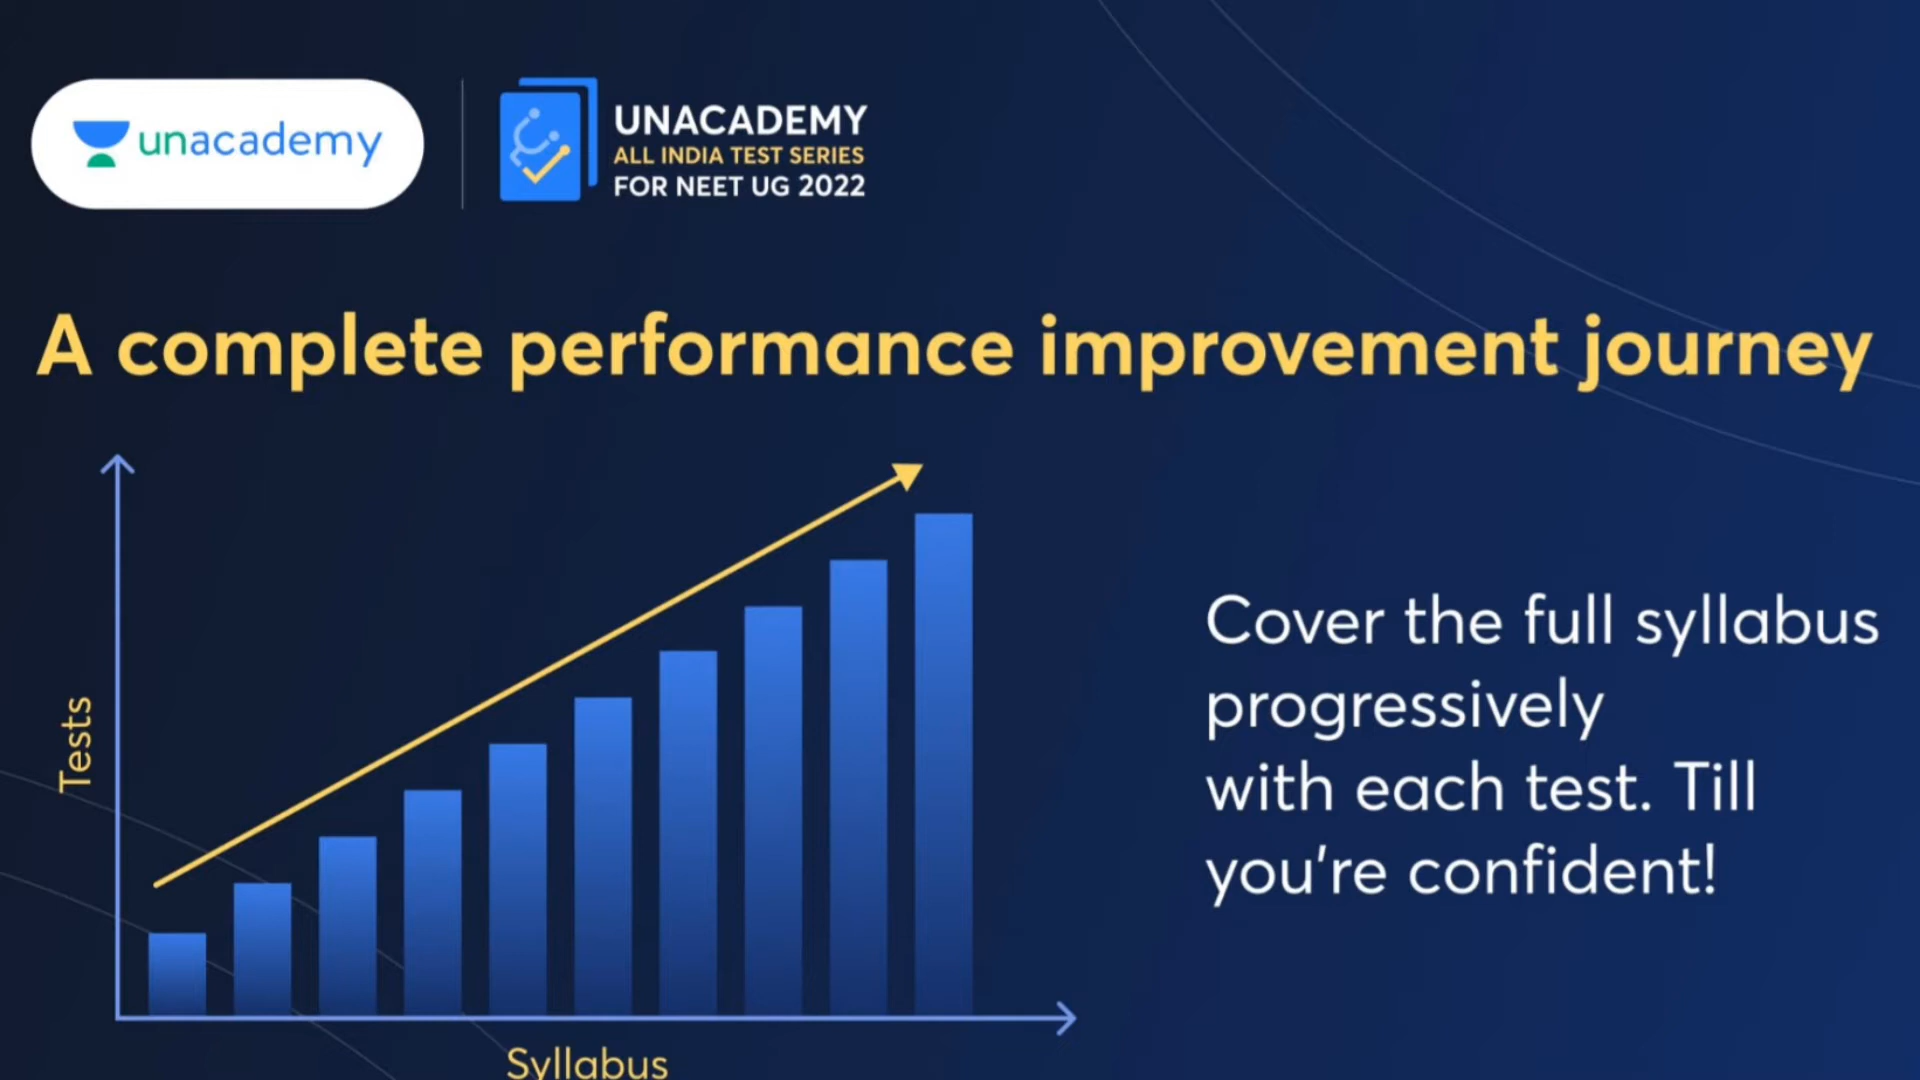 unacademy
UNACADEMY
ALL INDIA TEST SERIES
FOR NEET UG 2022
A complete performance improvement journey
Tests
Syllabus
Cover the full syllabus
progressively
with each test. Till
you're confident!